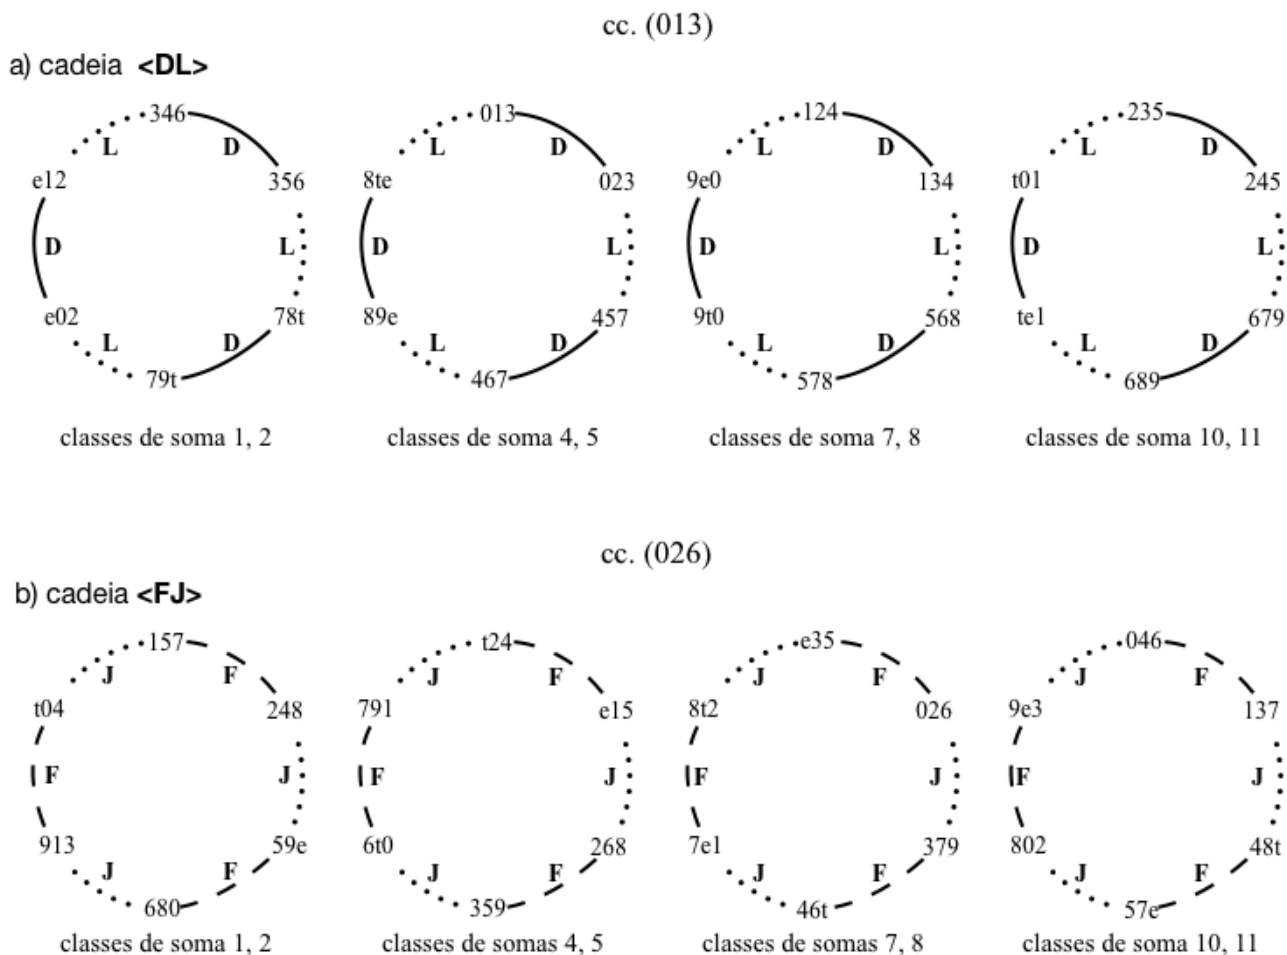 cc. (013)
a) cadeia <DL>
346 013 124 235
L D L D L D L D
e12 356 8te 023 9e0 134 t01 245
D L D L D L D L
e02 78t 89e 457 9t0 568 te1 679
L D L D L D L D
79t 467 578 689
classes de soma 1, 2 classes de soma 4, 5 classes de soma 7, 8 classes de soma 10, 11
cc. (026)
b) cadeia <FJ>
157 t24 e35 046
J F J F J F J F
t04 248 791 e15 8t2 026 9e3 137
F J F J F J F J
913 59e 6t0 268 7e1 379 802 48t
J F J F J F J F
680 359 46t 57e
classes de soma 1, 2 classes de somas 4, 5 classes de somas 7, 8 classes de soma 10, 11